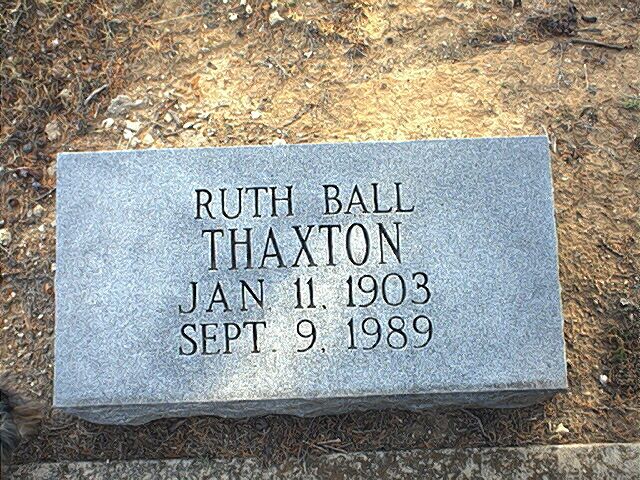 RUTH BALL
THAXTON
JAN. 11, 1903
SEPT. 9, 1989